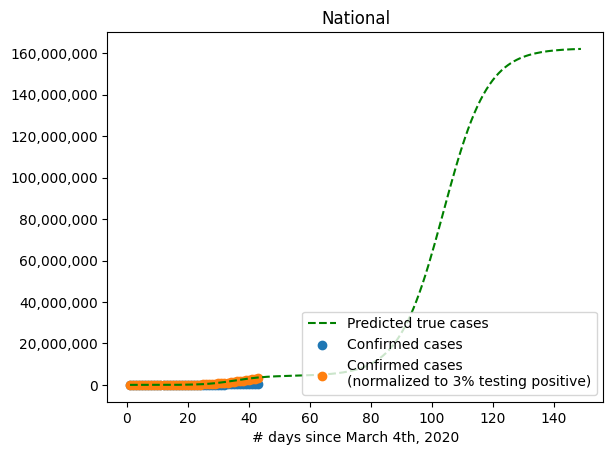 National
160,000,000
140,000,000
120,000,000
100,000,000
80,000,000
60,000,000
40,000,000
20,000,000
0
Predicted true cases
Confirmed cases
Confirmed cases
(normalized to 3% testing positive)
0 20 40 60 80 100 120 140
# days since March 4th, 2020